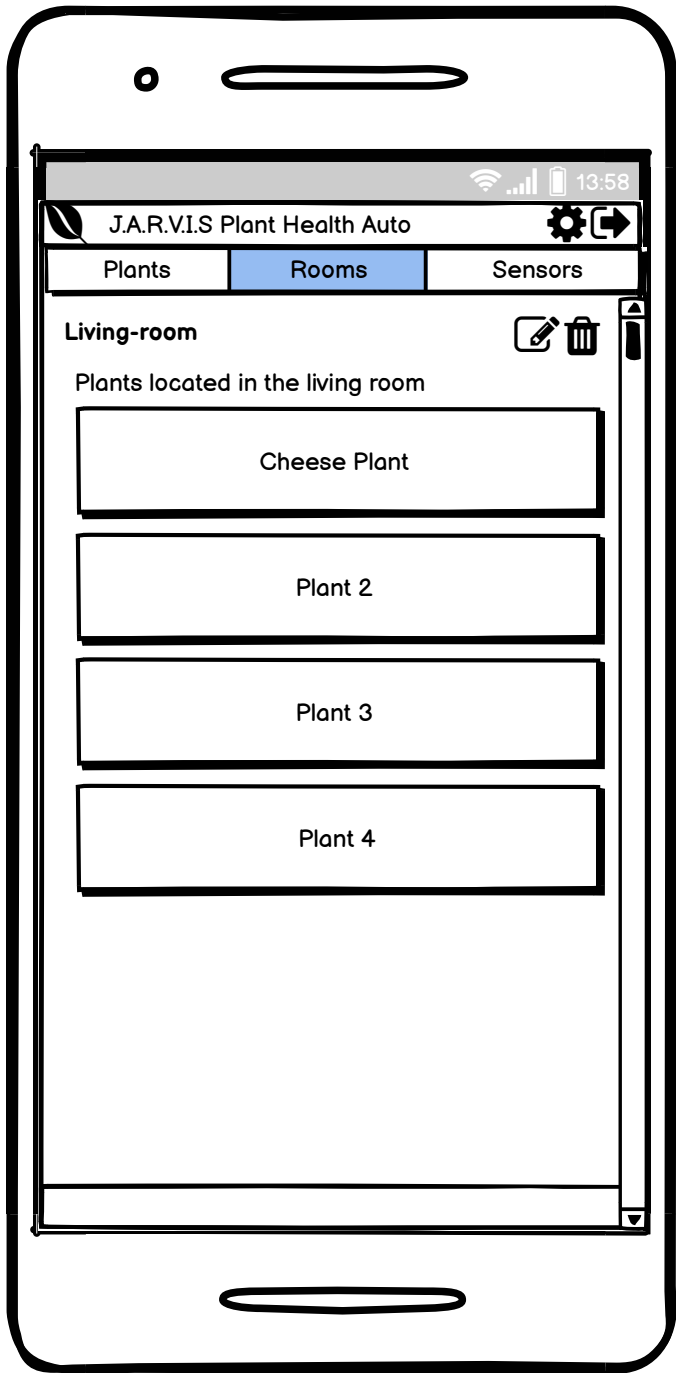 13:58
J.A.R.V.I.S Plant Health Auto
Plants Rooms Sensors
Living-room
Plants located in the living room
Cheese Plant
Plant 2
Plant 3
Plant 4